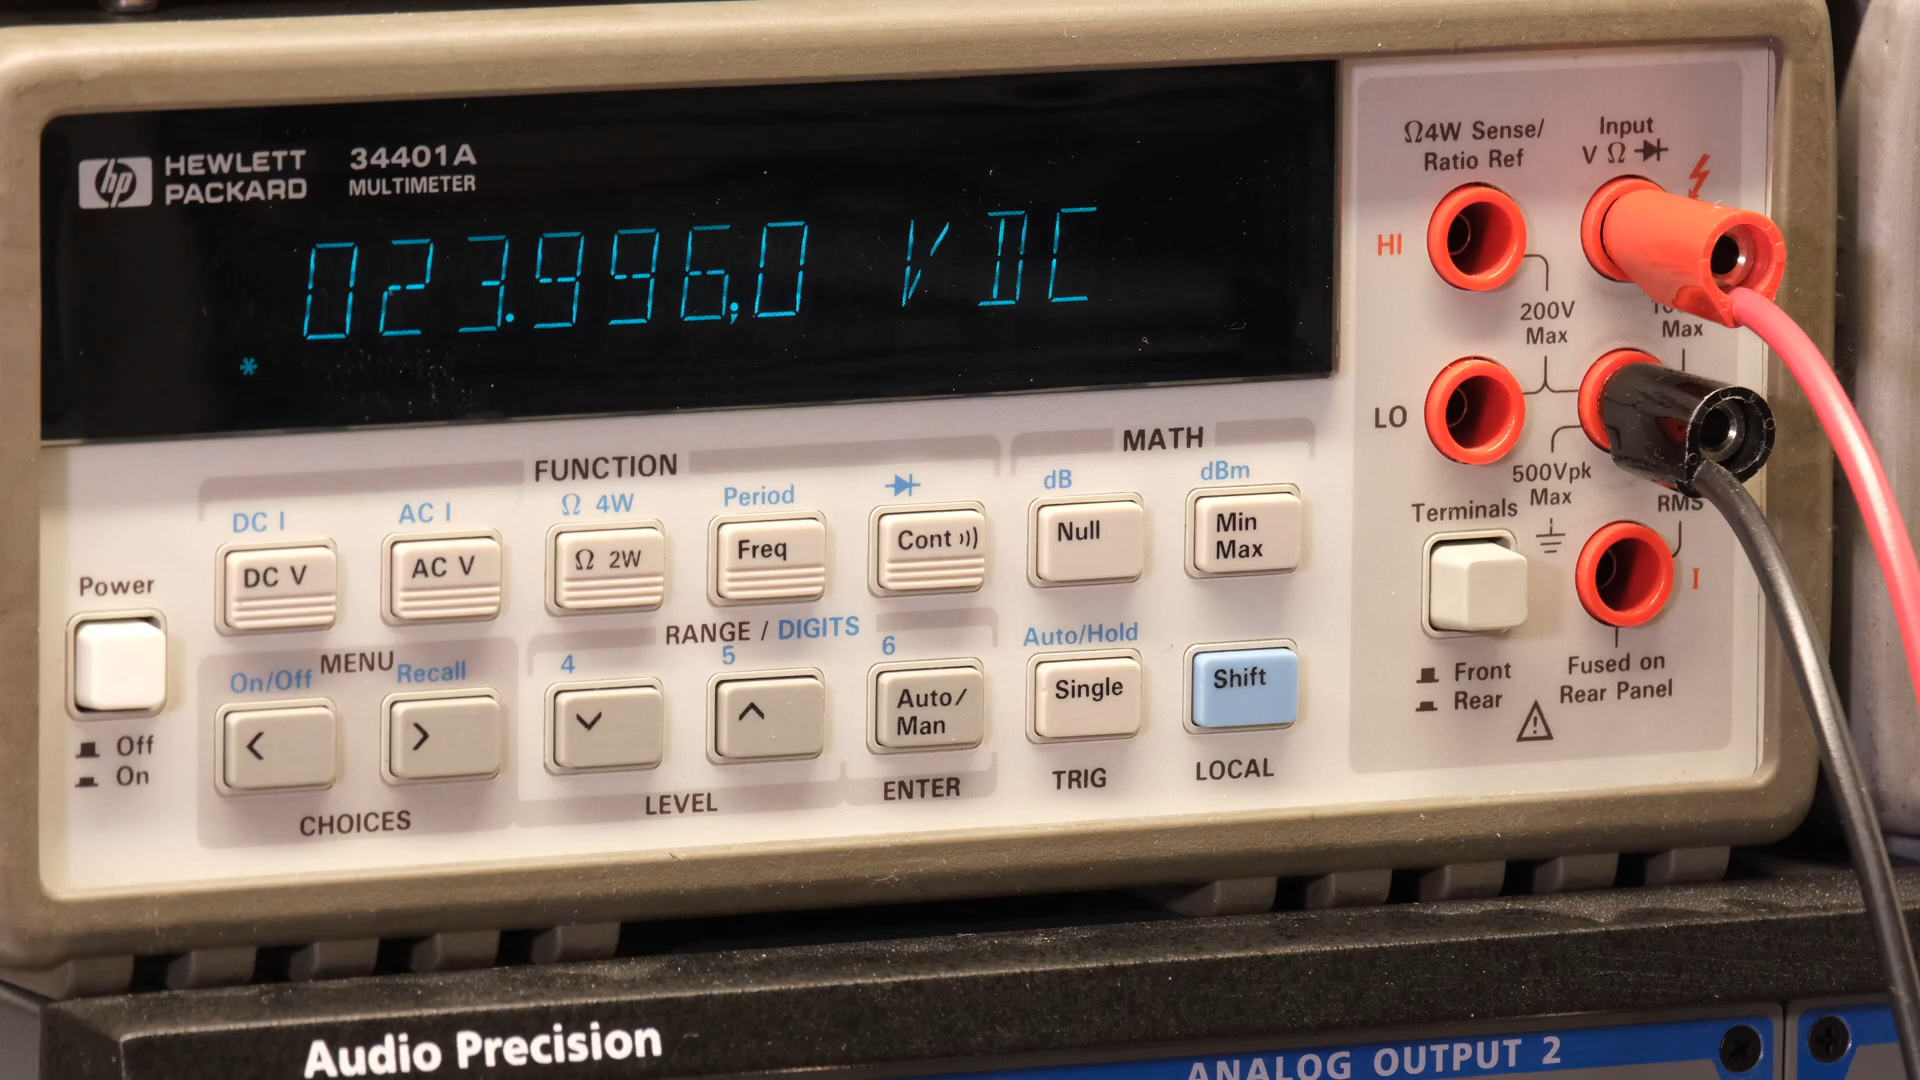 hp HEWLETT PACKARD
34401A
MULTIMETER
023.996,0 VDC
*
Ω4W Sense/
Ratio Ref
Input
V Ω
HI
200V
Max
Max
LO
500Vpk
Max
RMS
Terminals
I
Front
Rear
Fused on
Rear Panel
FUNCTION
MATH
DC I
AC I
Ω 4W
Period
dB
dBm
DC V
AC V
Ω 2W
Freq
Cont
Null
Min
Max
Power
Off
On
MENU
RANGE / DIGITS
On/Off
Recall
4
5
6
Auto/Hold
<
>
Auto/
Man
Single
Shift
CHOICES
LEVEL
ENTER
TRIG
LOCAL
Audio Precision
ANALOG OUTPUT 2